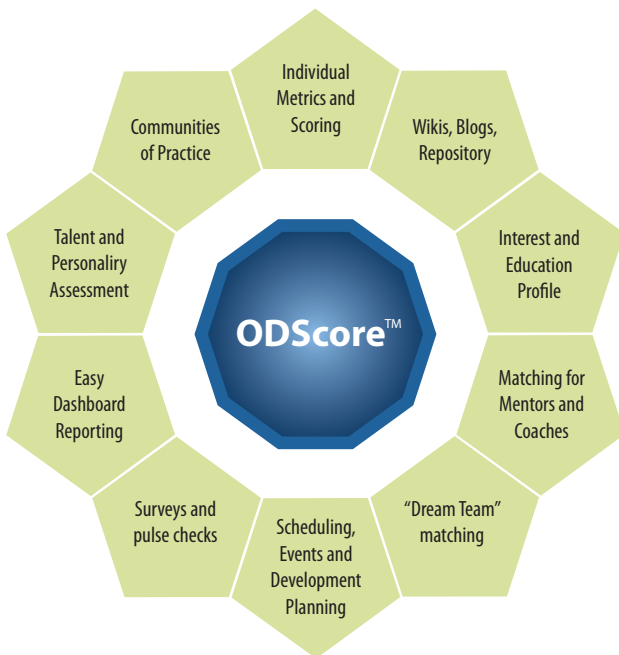 Individual
Metrics and
Scoring
Wikis, Blogs,
Repository
Interest and
Education
Profile
Matching for
Mentors and
Coaches
“Dream Team”
matching
Scheduling,
Events and
Development
Planning
Surveys and
pulse checks
Easy
Dashboard
Reporting
Talent and
Personaliry
Assessment
Communities
of Practice
ODScore™